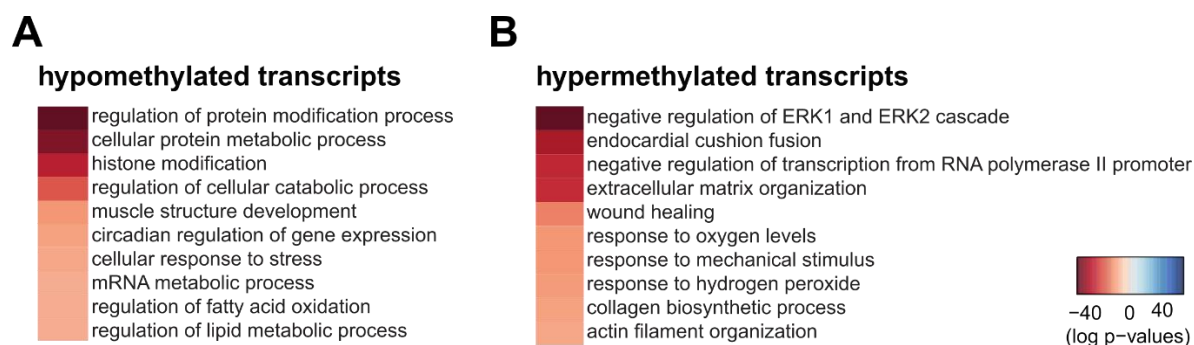 A
hypomethylated transcripts
regulation of protein modification process
cellular protein metabolic process
histone modification
regulation of cellular catabolic process
muscle structure development
circadian regulation of gene expression
cellular response to stress
mRNA metabolic process
regulation of fatty acid oxidation
regulation of lipid metabolic process
B
hypermethylated transcripts
negative regulation of ERK1 and ERK2 cascade
endocardial cushion fusion
negative regulation of transcription from RNA polymerase II promoter
extracellular matrix organization
wound healing
response to oxygen levels
response to mechanical stimulus
response to hydrogen peroxide
collagen biosynthetic process
actin filament organization
−40 0 40
(log p−values)